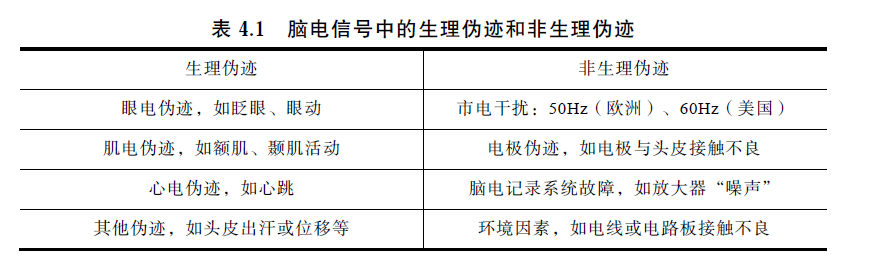 表 4.1 脑电信号中的生理伪迹和非生理伪迹
生理伪迹 非生理伪迹
眼电伪迹，如眨眼、眼动 市电干扰：50Hz（欧洲）、60Hz（美国）
肌电伪迹，如额肌、颞肌活动 电极伪迹，如电极与头皮接触不良
心电伪迹，如心跳 脑电记录系统故障，如放大器“噪声”
其他伪迹，如头皮出汗或位移等 环境因素，如电线或电路板接触不良